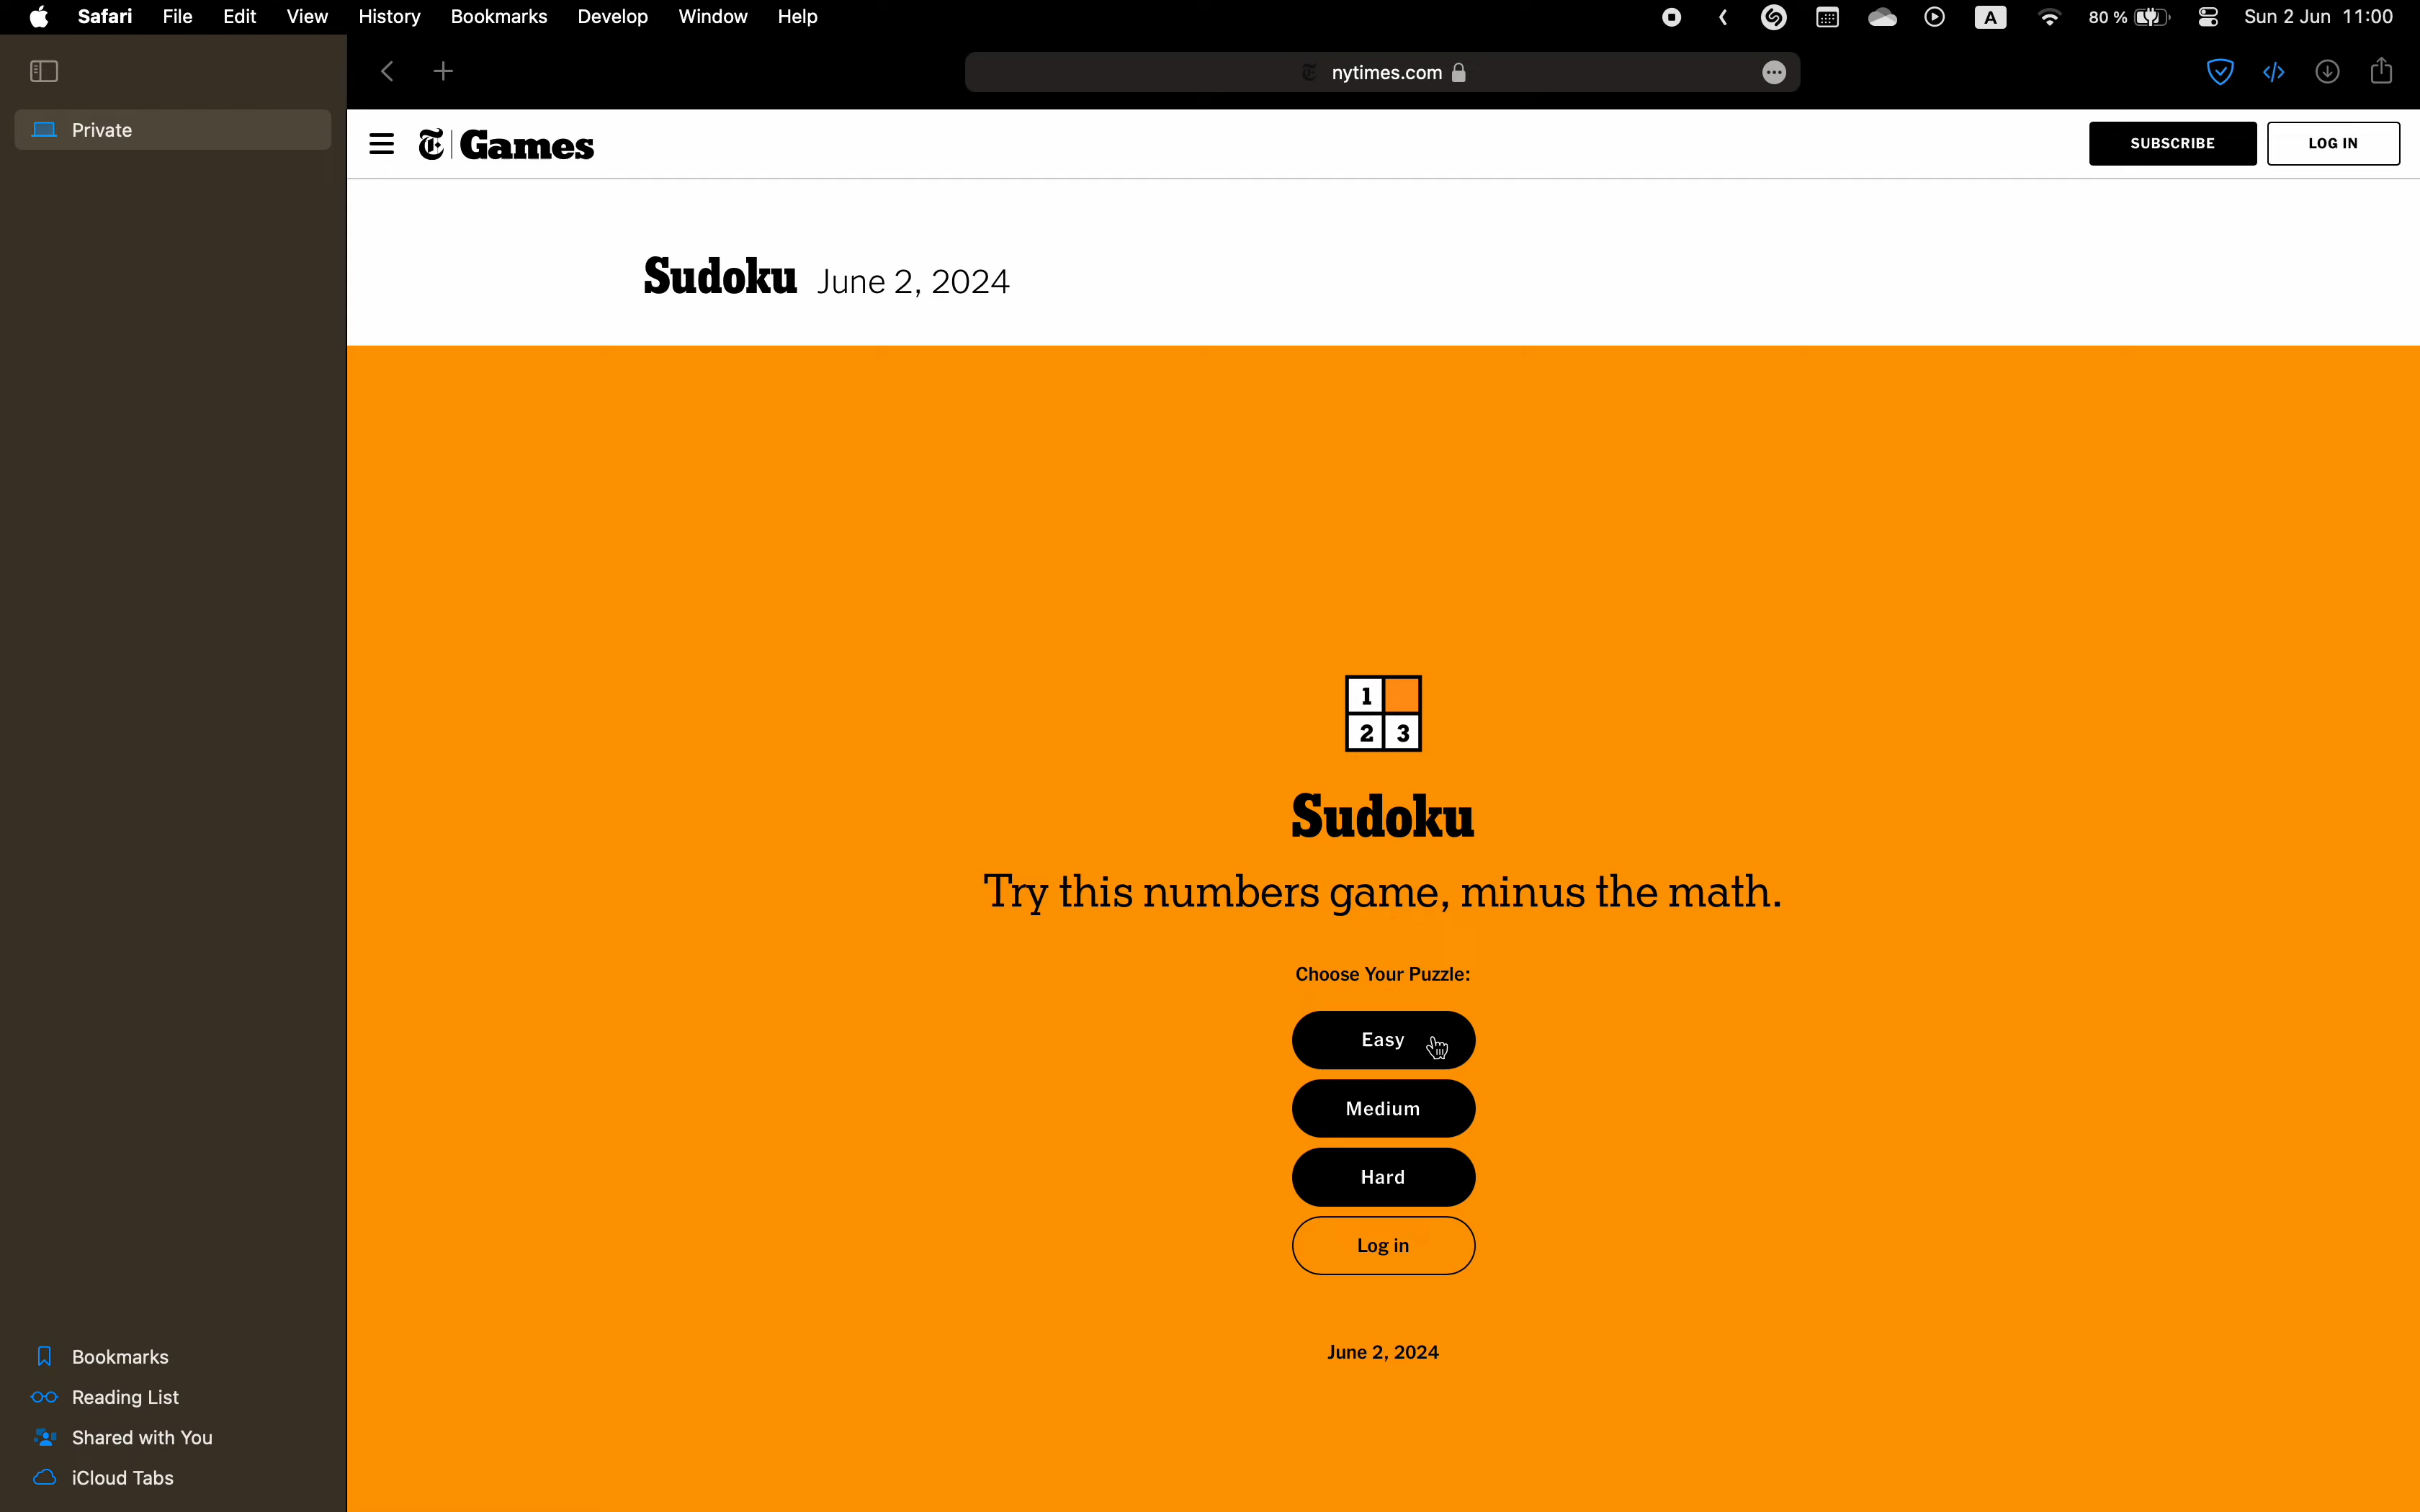 Safari File Edit View History Bookmarks Develop Window Help A 80 % Sun 2 Jun 11:00
nytimes.com
Private
T Games
SUBSCRIBE LOG IN
Sudoku June 2, 2024
1
2 3
Sudoku
Try this numbers game, minus the math.
Choose Your Puzzle:
Easy
Medium
Hard
Log in
June 2, 2024
Bookmarks
Reading List
Shared with You
iCloud Tabs